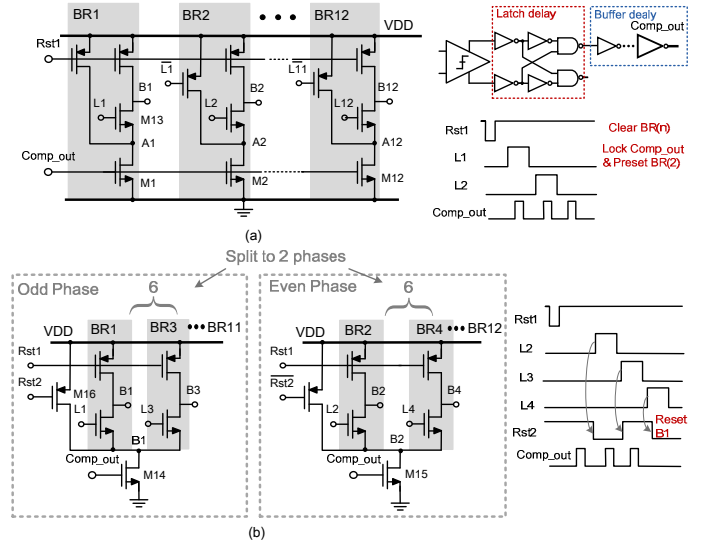 BR1
BR2
• • •
BR12
VDD
Rst1
L1
L11
B1
B2
B12
L1
M13
L2
L12
A1
A2
A12
Comp_out
M1
M2
M12
(a)
Latch delay
Buffer dealy
Comp_out
Rst1
Clear BR(n)
L1
Lock Comp_out
& Preset BR(2)
L2
Comp_out
Split to 2 phases
Odd Phase
6
VDD
BR1
BR3
•••BR11
Rst1
Rst2
M16
B1
B3
L1
L3
B1
Comp_out
M14
Even Phase
6
VDD
BR2
BR4
•••BR12
Rst1
Rst2
B2
B4
L2
L4
B2
Comp_out
M15
Rst1
L2
L3
L4
Reset
B1
Rst2
Comp_out
(b)